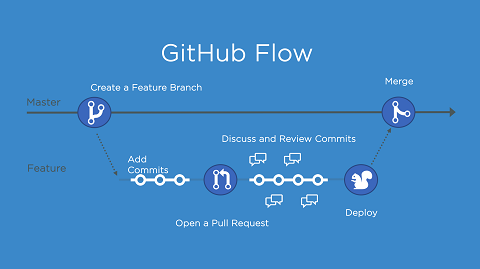 GitHub Flow
Create a Feature Branch
Merge
Master
Discuss and Review Commits
Add
Commits
Feature
Open a Pull Request
Deploy